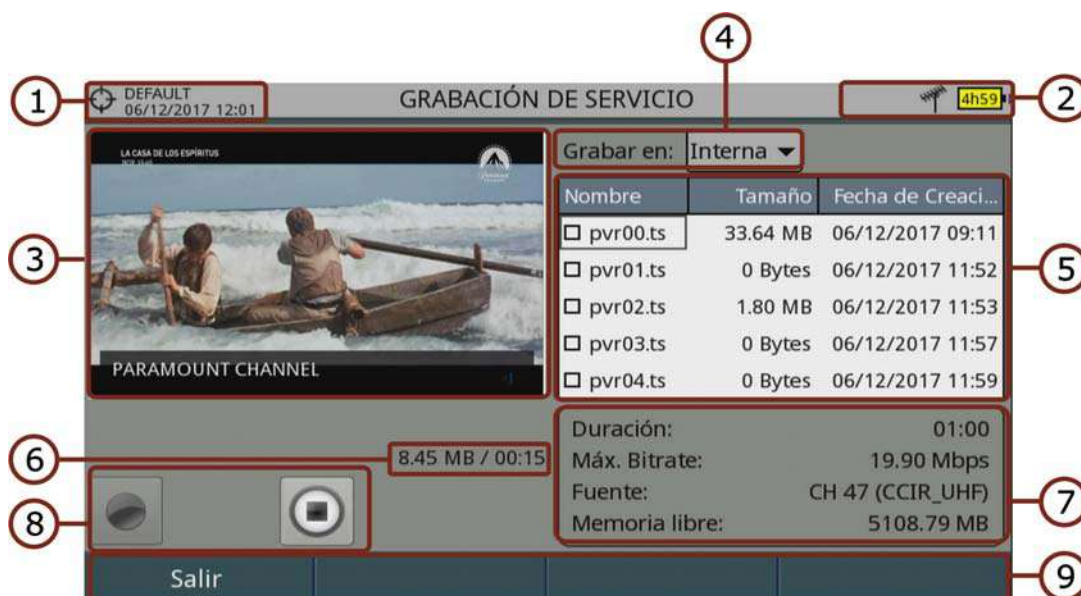 4
1
DEFAULT
06/12/2017 12:01
GRABACIÓN DE SERVICIO
4h59
2
LA CASA DE LOS ESPÍRITUS
Grabar en: Interna
Nombre Tamaño Fecha de Creaci...
pvr00.ts 33.64 MB 06/12/2017 09:11
3
5
pvr01.ts 0 Bytes 06/12/2017 11:52
pvr02.ts 1.80 MB 06/12/2017 11:53
pvr03.ts 0 Bytes 06/12/2017 11:57
pvr04.ts 0 Bytes 06/12/2017 11:59
PARAMOUNT CHANNEL
6
8.45 MB / 00:15
Duración: 01:00
Máx. Bitrate: 19.90 Mbps
Fuente: CH 47 (CCIR_UHF)
Memoria libre: 5108.79 MB
7
8
Salir
9